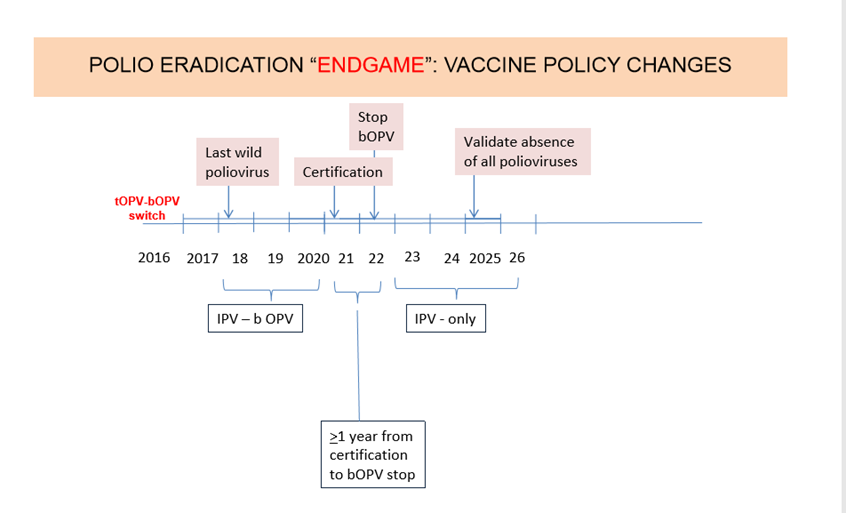 POLIO ERADICATION “ENDGAME”: VACCINE POLICY CHANGES
Stop
bOPV
Last wild
poliovirus
Certification
Validate absence
of all polioviruses
tOPV-bOPV
switch
2016 2017 18 19 2020 21 22 23 24 2025 26
IPV – b OPV
IPV - only
≥1 year from
certification
to bOPV stop